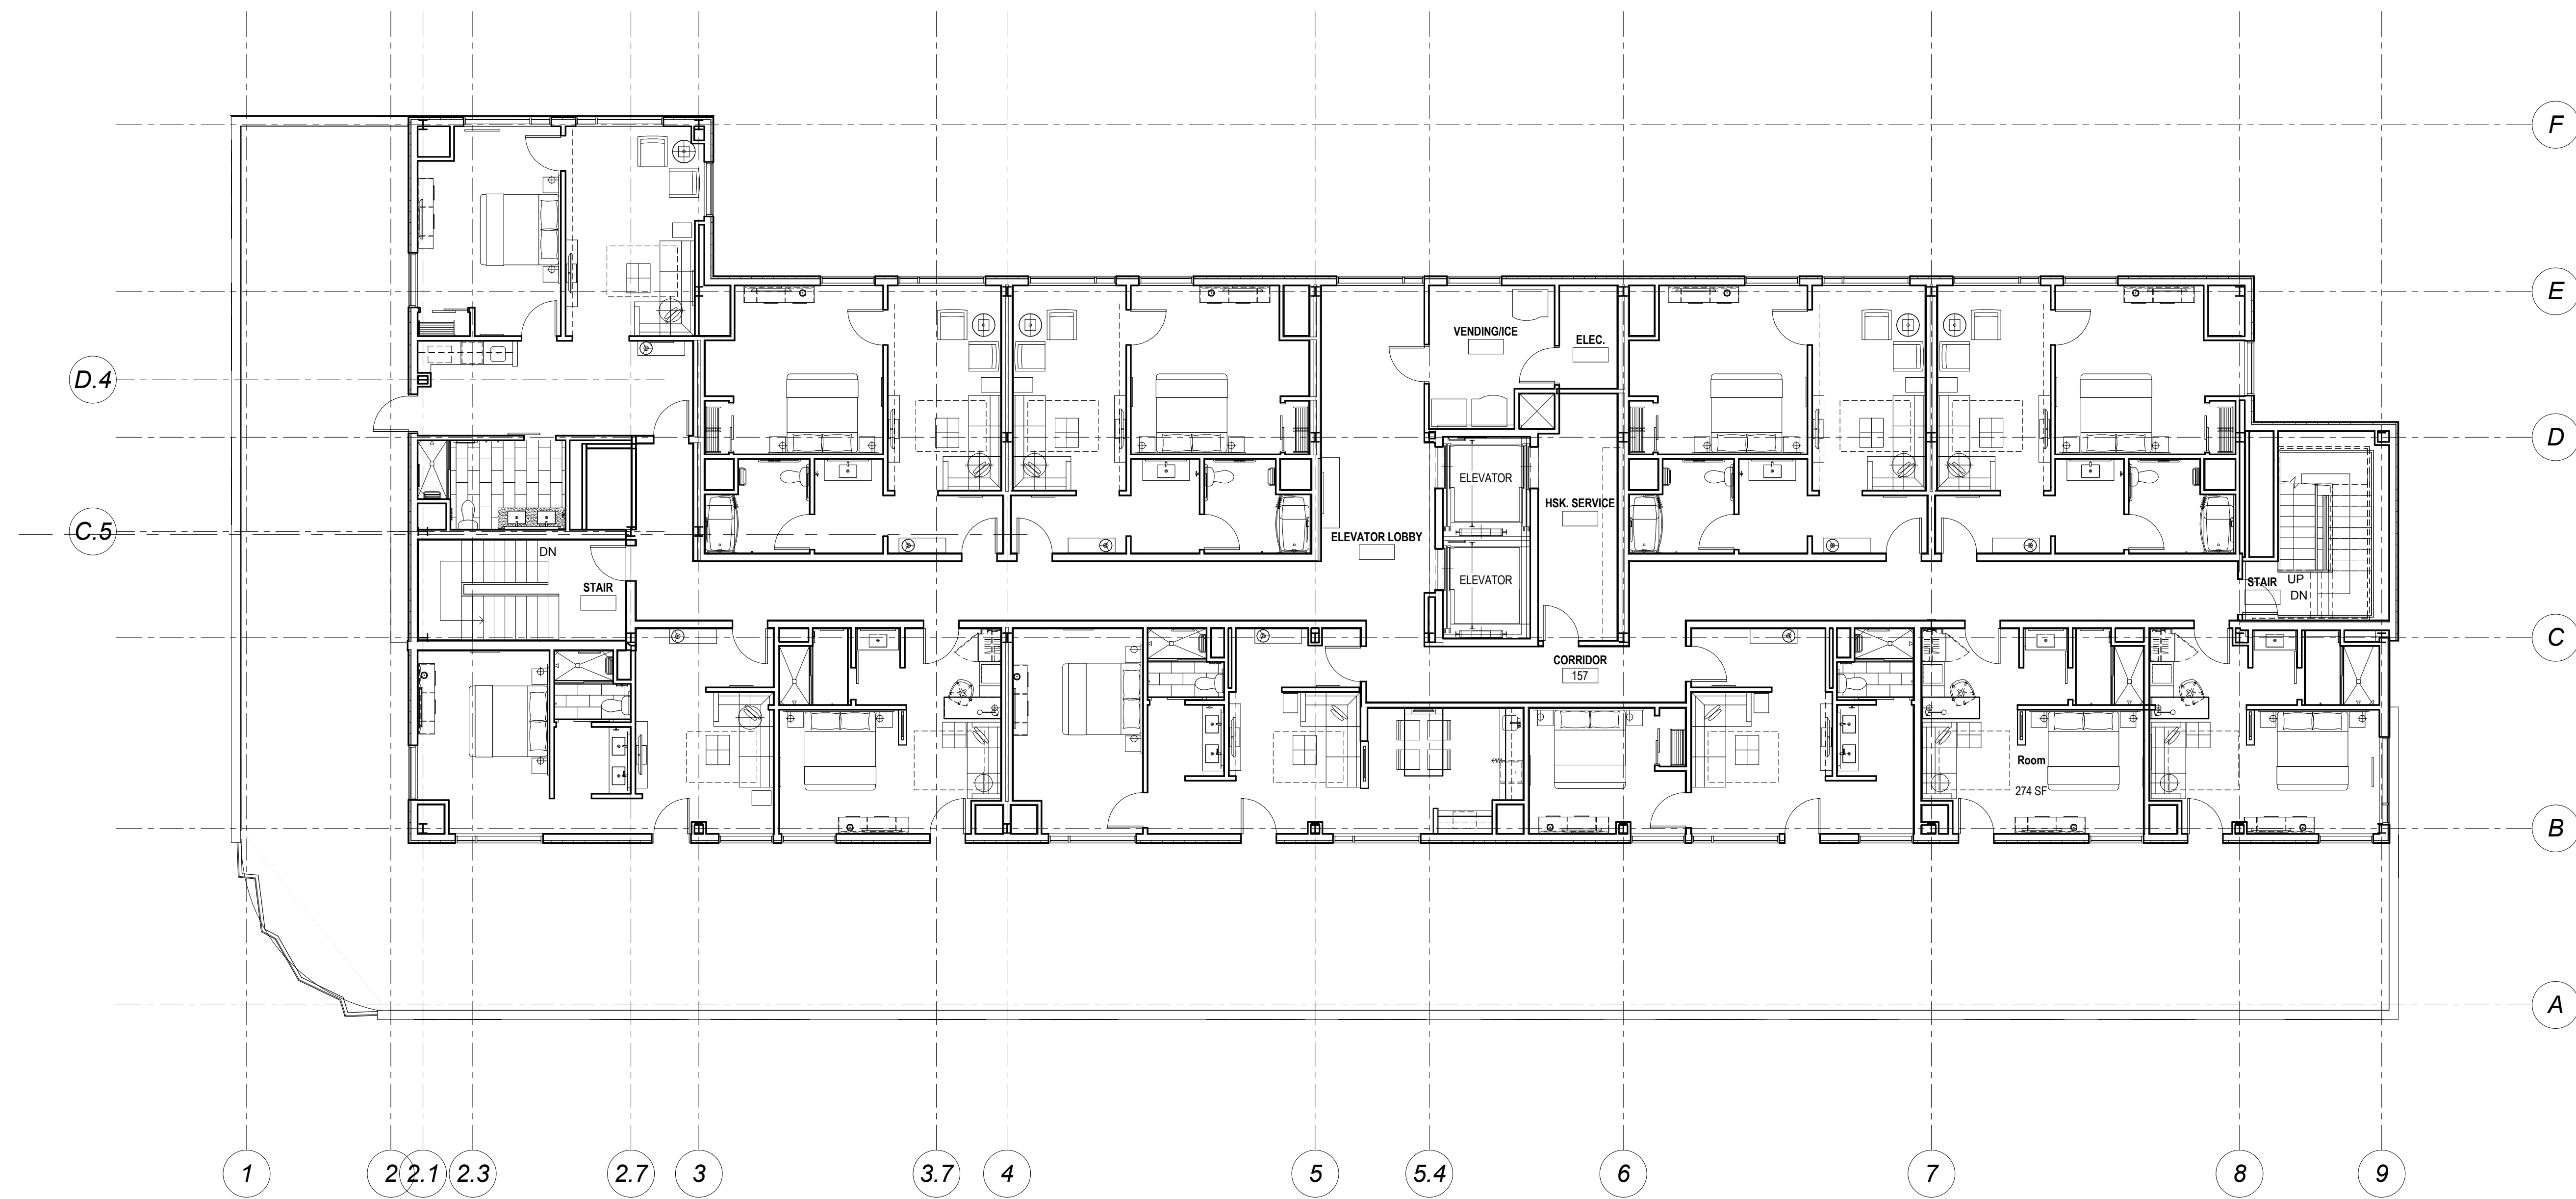 F
E
VENDING/ICE
ELEC.
D.4
D
ELEVATOR
HSK. SERVICE
C.5
ELEVATOR LOBBY
DN
STAIR
ELEVATOR
STAIR
UP
DN
C
CORRIDOR
157
Room
274 SF
B
A
1
2
2.1
2.3
2.7
3
3.7
4
5
5.4
6
7
8
9